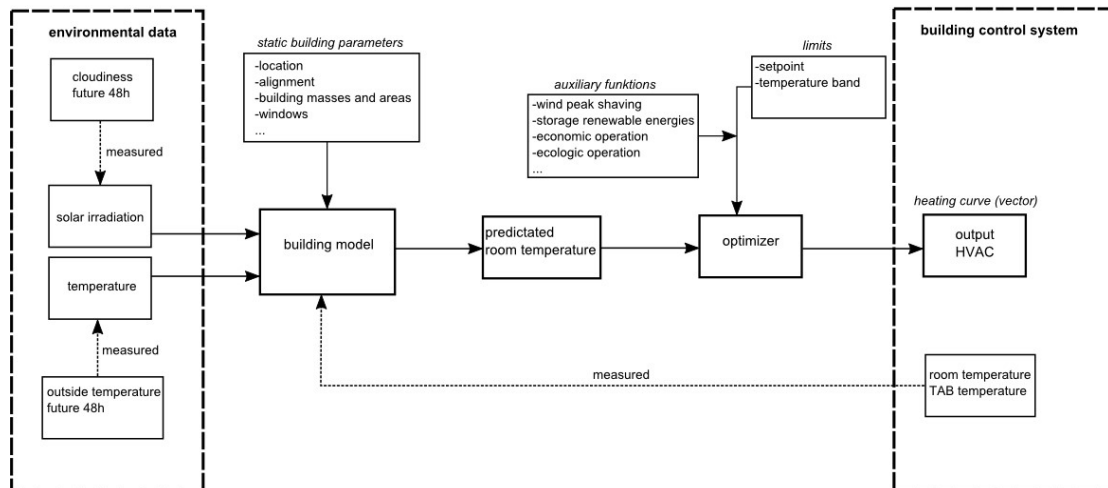 environmental data
cloudiness
future 48h
measured
solar irradiation
temperature
measured
outside temperature
future 48h
static building parameters
-location
-alignment
-building masses and areas
-windows
...
building model
predictated
room temperature
auxiliary funktions
-wind peak shaving
-storage renewable energies
-economic operation
-ecologic operation
...
limits
-setpoint
-temperature band
optimizer
measured
building control system
heating curve (vector)
output
HVAC
room temperature
TAB temperature